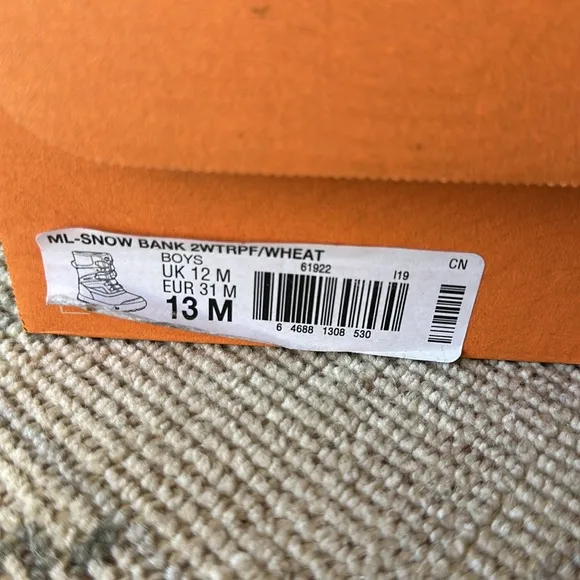 ML-SNOW BANK 2WTRPF/WHEAT
BOYS
UK 12 M
EUR 31 M
13 M
61922
I19
CN
6 4688 1308 530